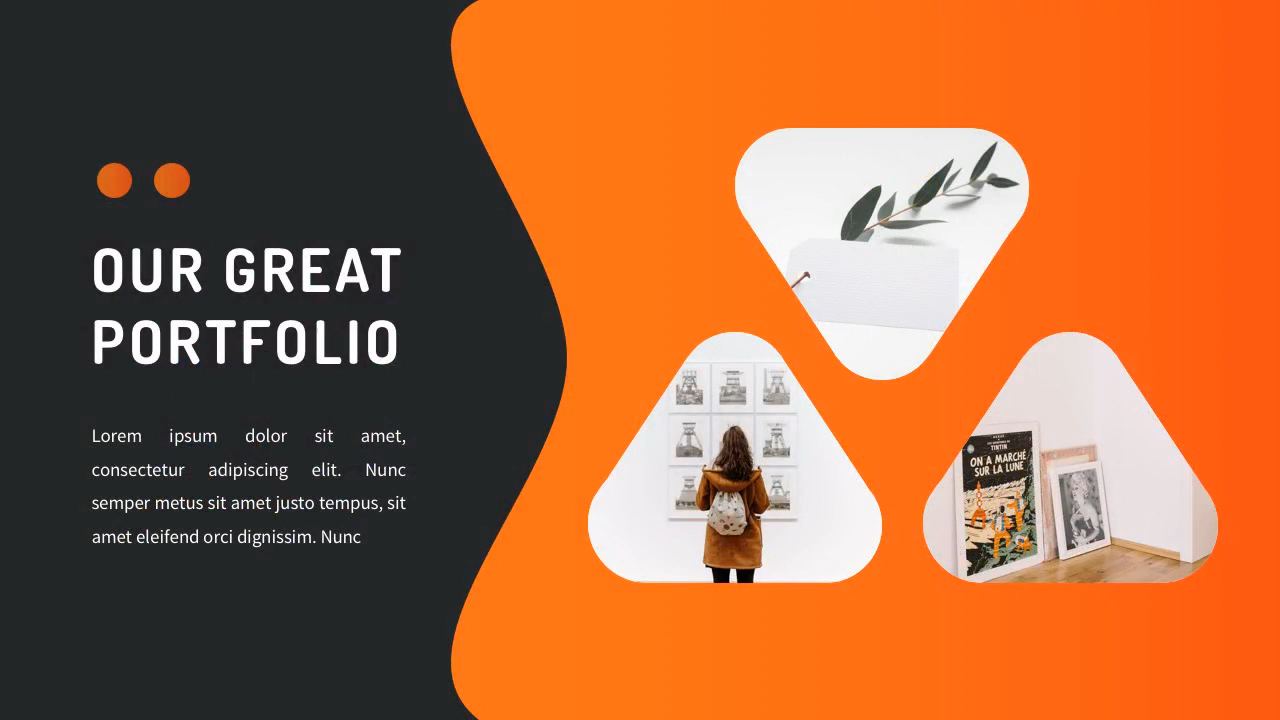 OUR GREAT
PORTFOLIO
Lorem ipsum dolor sit amet,
consectetur adipiscing elit. Nunc
semper metus sit amet justo tempus, sit
amet eleifend orci dignissim. Nunc
TINTIN
ON A MARCHÉ
SUR LA LUNE